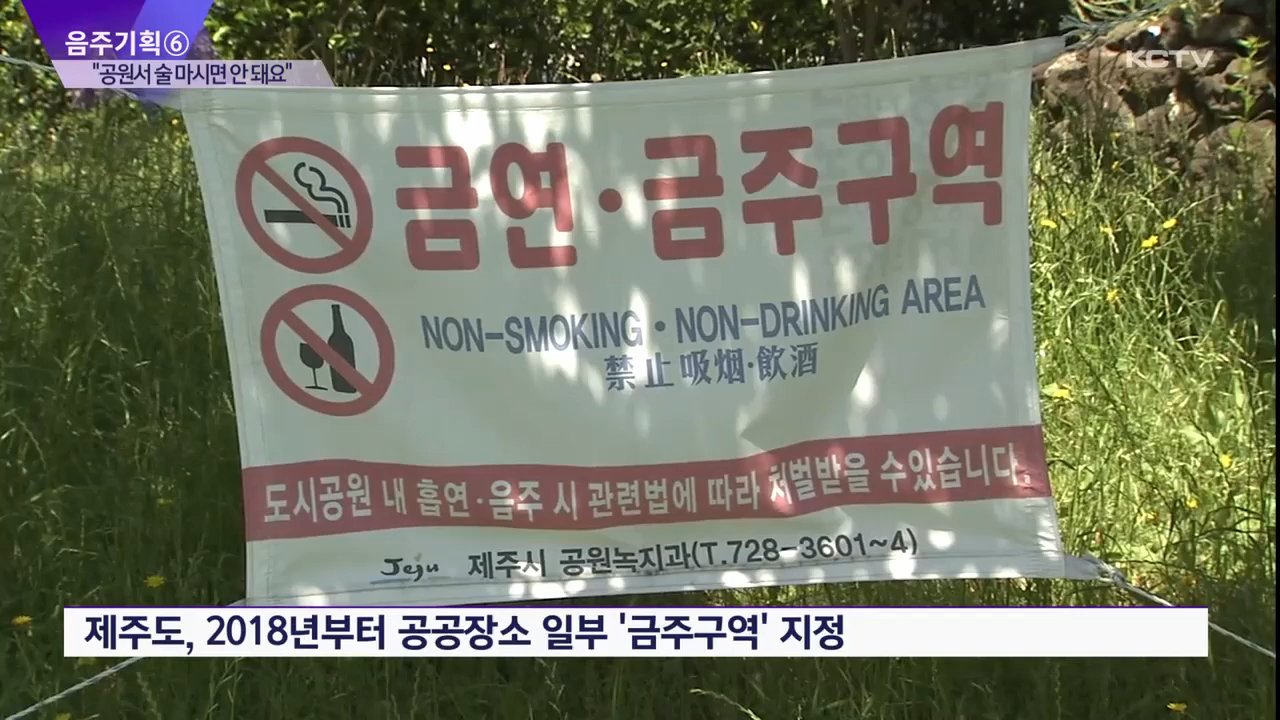 음주기획⑥
"공원서 술 마시면 안 돼요"
KCTV
금연·금주구역
NON-SMOKING·NON-DRINKING AREA
禁止吸烟·飮酒
도시공원 내 흡연·음주 시 관련법에 따라 처벌받을 수있습니다.
Jeju 제주시 공원녹지과(T.728-3601~4)
제주도, 2018년부터 공공장소 일부 '금주구역' 지정